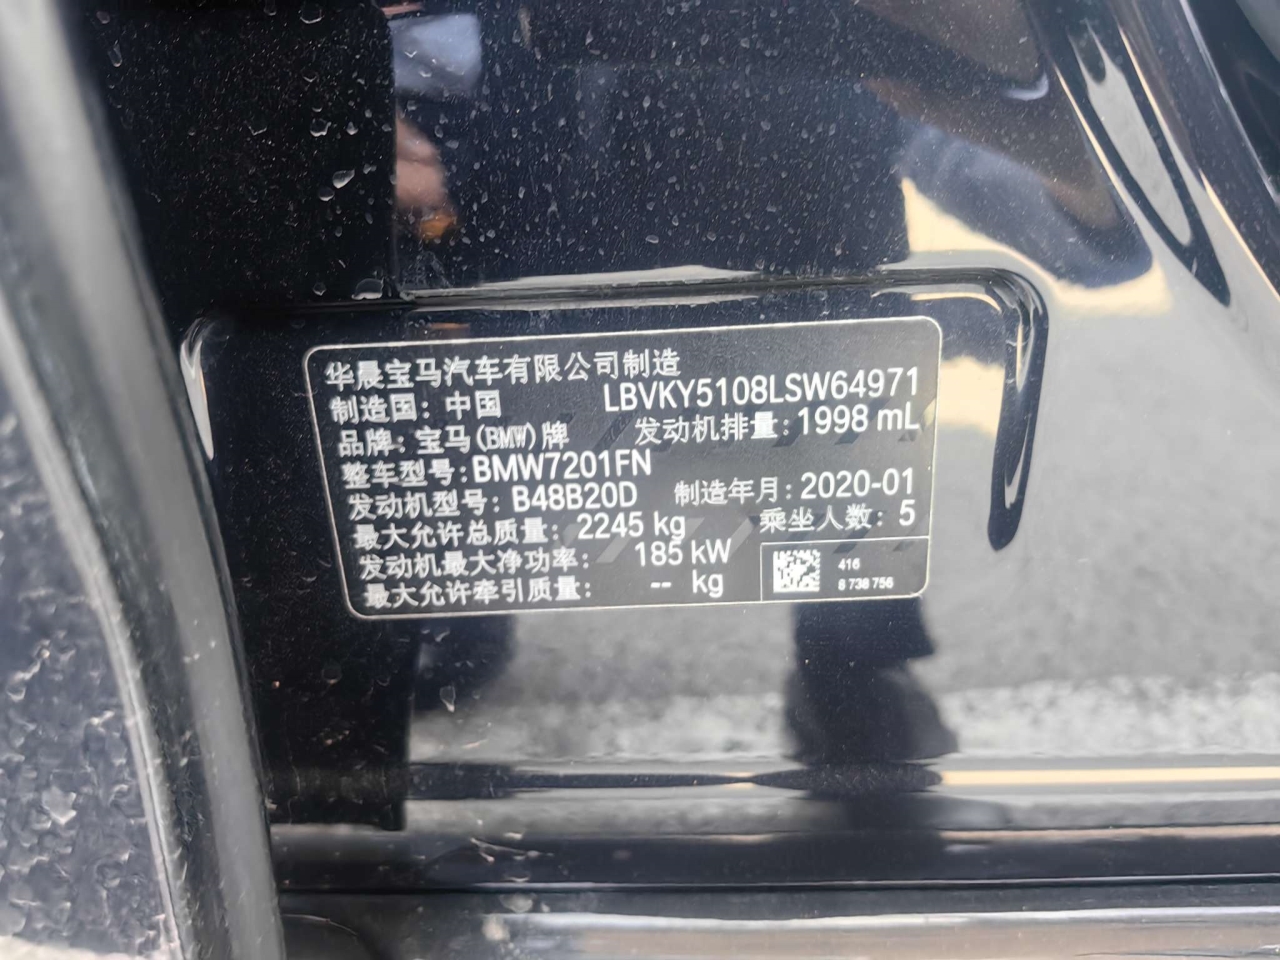 华晨宝马汽车有限公司制造
制造国：中国 LBVKY5108LSW64971
品牌：宝马(BMW)牌 发动机排量：1998 mL
整车型号：BMW7201FN
发动机型号：B48B20D 制造年月：2020-01
最大允许总质量：2245 kg 乘坐人数：5
发动机最大净功率：185 kW
最大允许牵引质量：-- kg
416
8 738 756